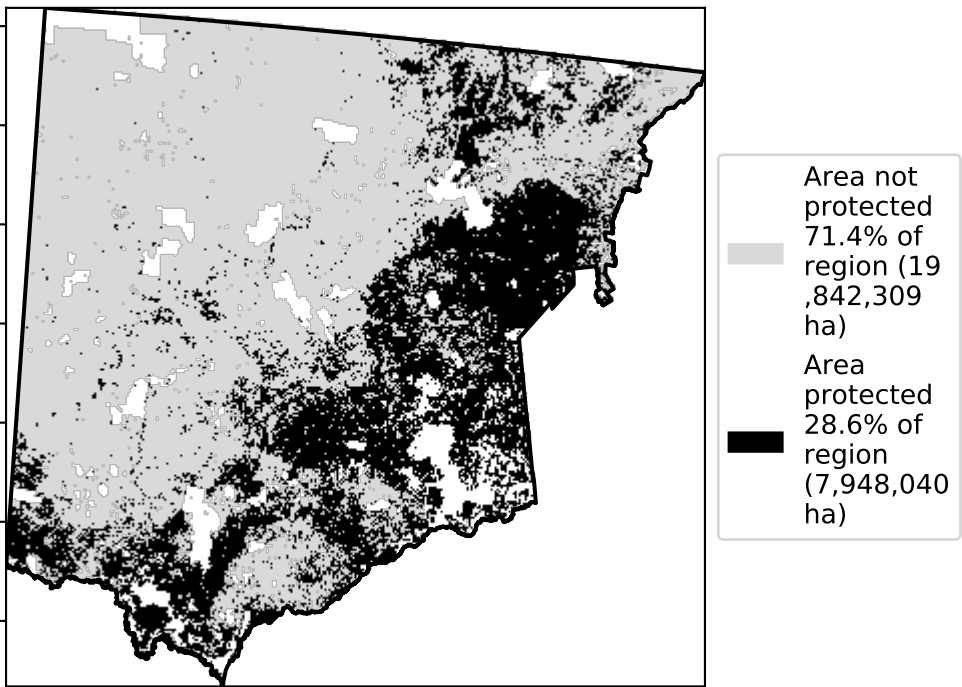 Area not
protected
71.4% of
region (19
,842,309
ha)
Area
protected
28.6% of
region
(7,948,040
ha)